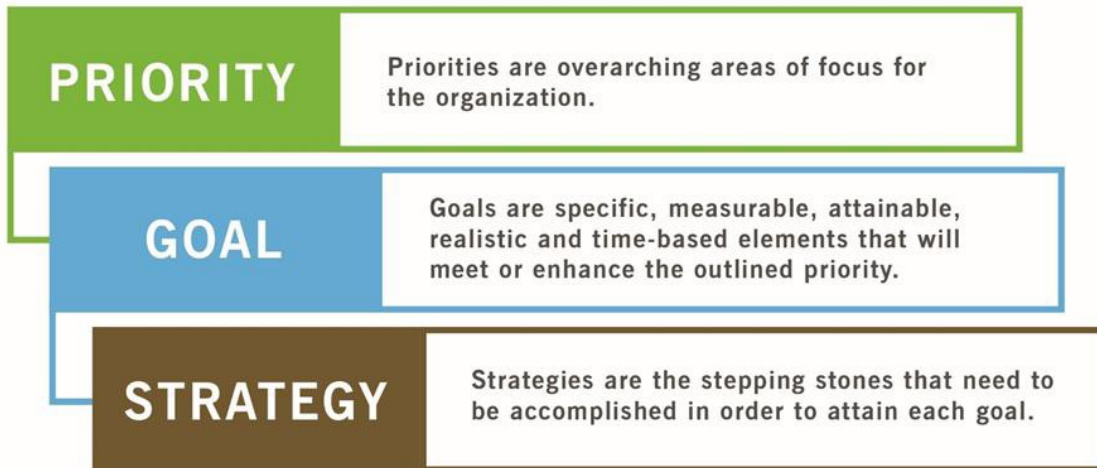 PRIORITY
Priorities are overarching areas of focus for
the organization.
GOAL
Goals are specific, measurable, attainable,
realistic and time-based elements that will
meet or enhance the outlined priority.
STRATEGY
Strategies are the stepping stones that need to
be accomplished in order to attain each goal.